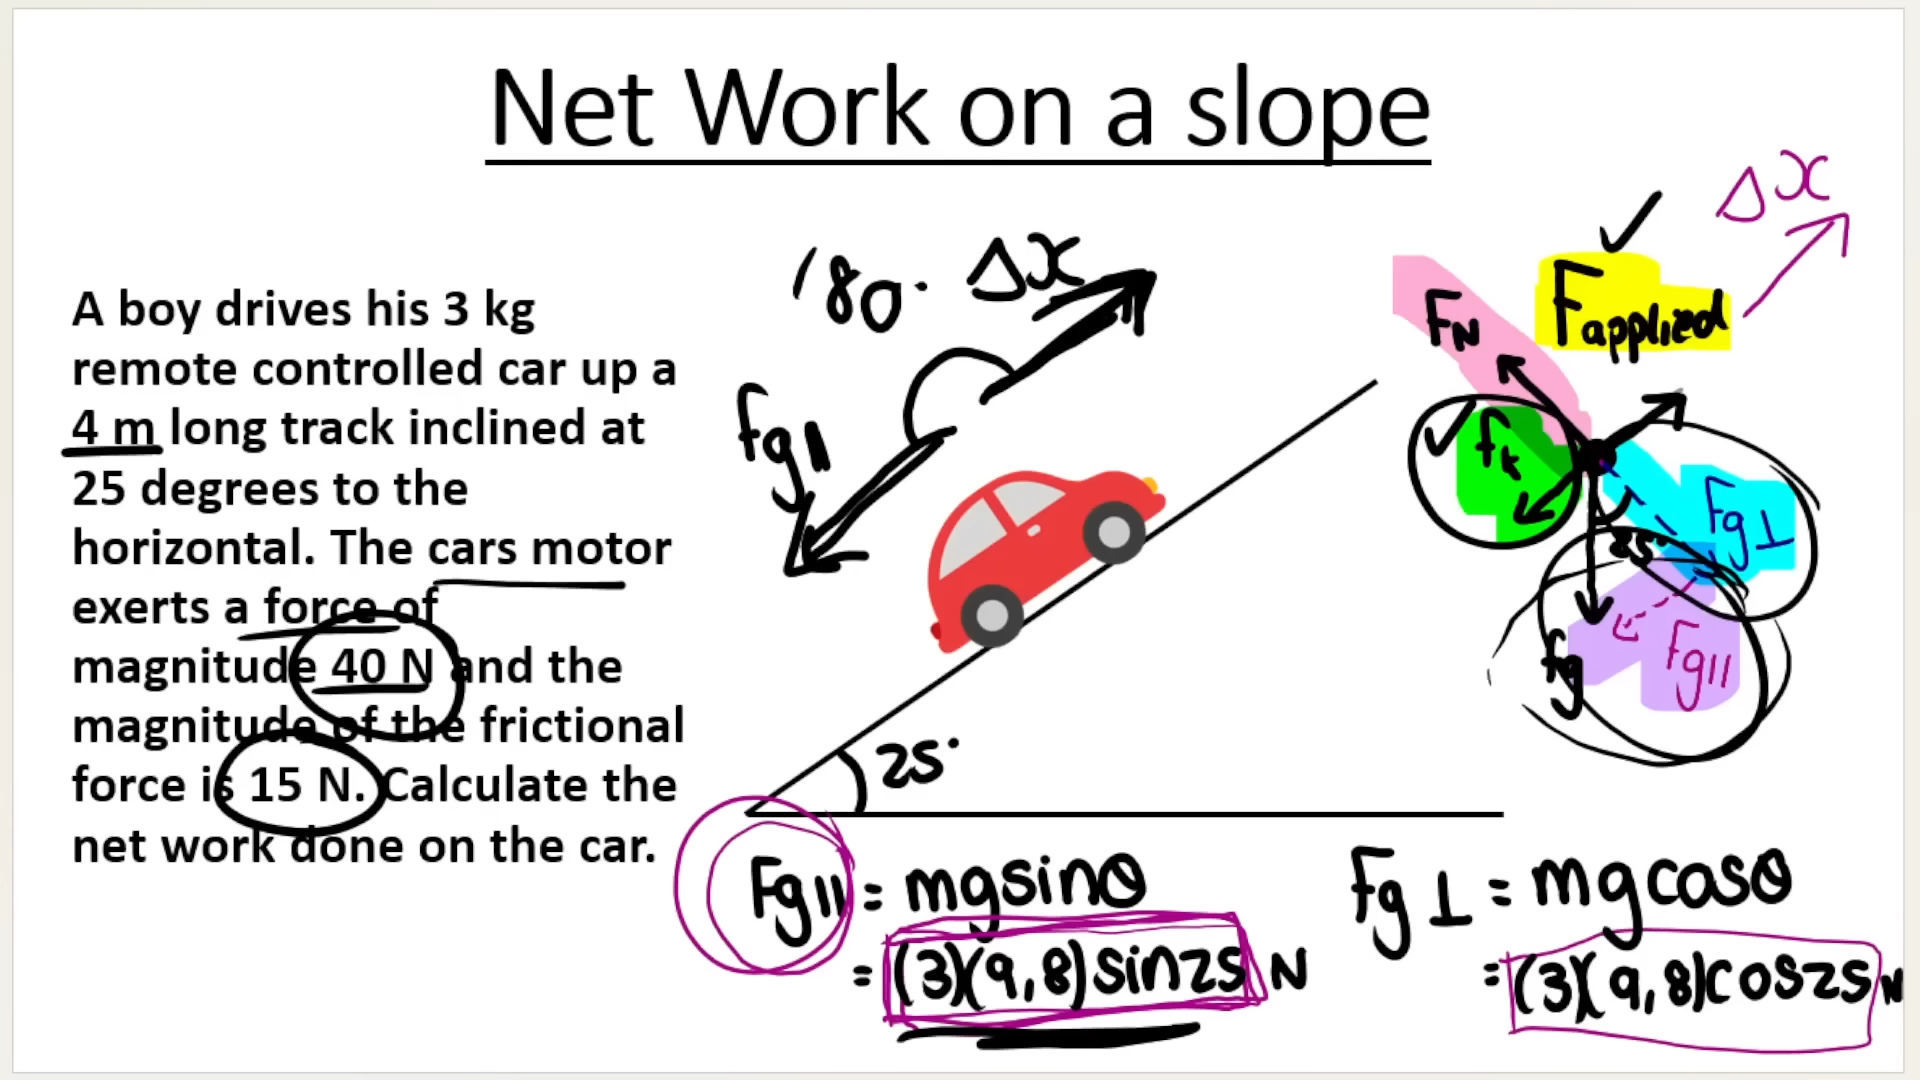 Net Work on a slope
A boy drives his 3 kg
remote controlled car up a
4 m long track inclined at
25 degrees to the
horizontal. The cars motor
exerts a force of
magnitude 40 N and the
magnitude of the frictional
force is 15 N. Calculate the
net work done on the car.
180° Δx
Fg||
25°
Δx
Fapplied
FN
fk
Fg⊥
25°
Fg
Fg||
Fg|| = mgsinθ
= (3)(9,8)sin25 N
Fg⊥ = mgcosθ
= (3)(9,8)cos25 N